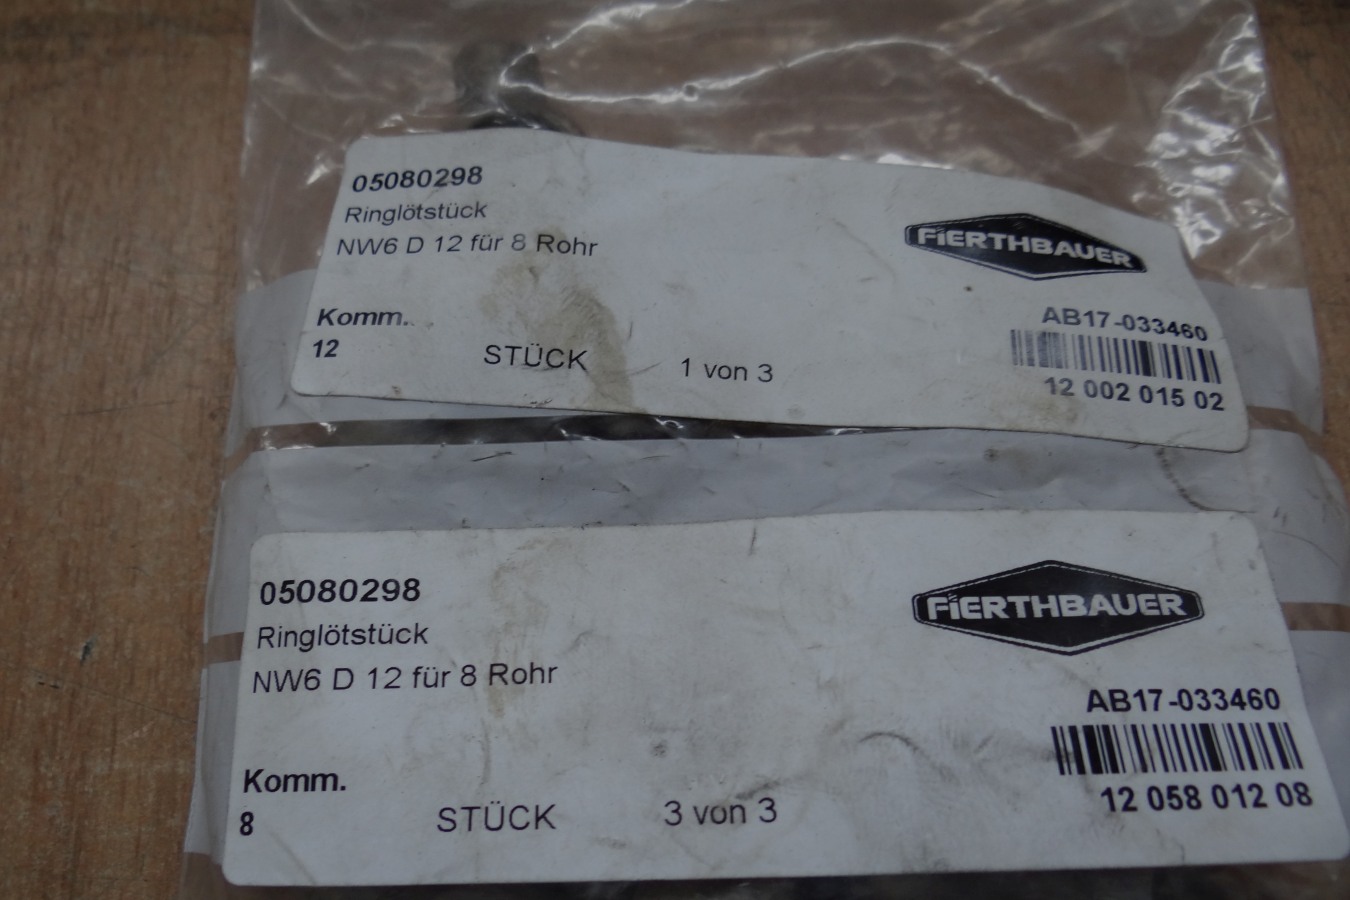 05080298
Ringlötstück
NW6 D 12 für 8 Rohr
FiERTHBAUER
Komm.
12 STÜCK 1 von 3
AB17-033460
12 002 015 02
05080298
Ringlötstück
NW6 D 12 für 8 Rohr
FiERTHBAUER
AB17-033460
Komm.
8 STÜCK 3 von 3
12 058 012 08